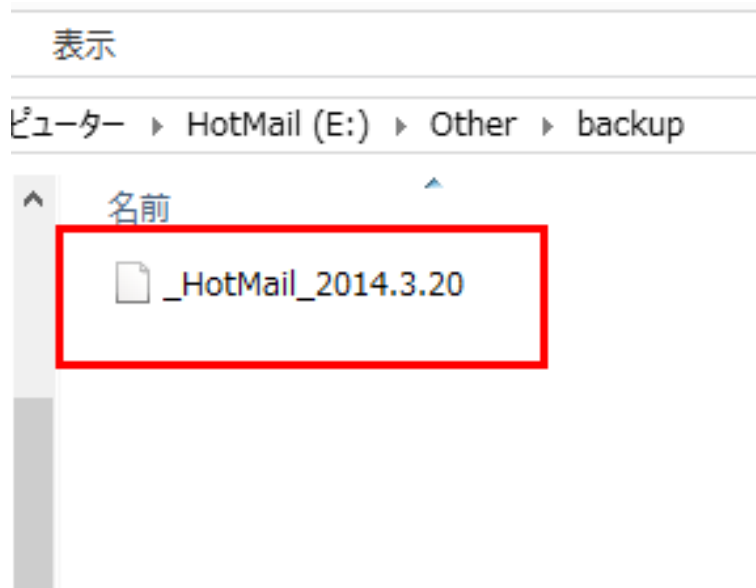 表示
ピューター ▸ HotMail (E:) ▸ Other ▸ backup
名前
_HotMail_2014.3.20